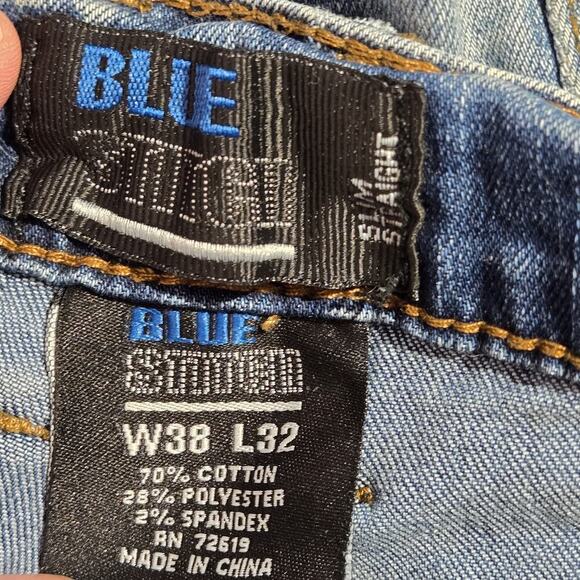 BLUE
STITCH
SLIM
STRAIGHT
BLUE
STITCH
W38 L32
70% COTTON
28% POLYESTER
2% SPANDEX
RN 72619
MADE IN CHINA